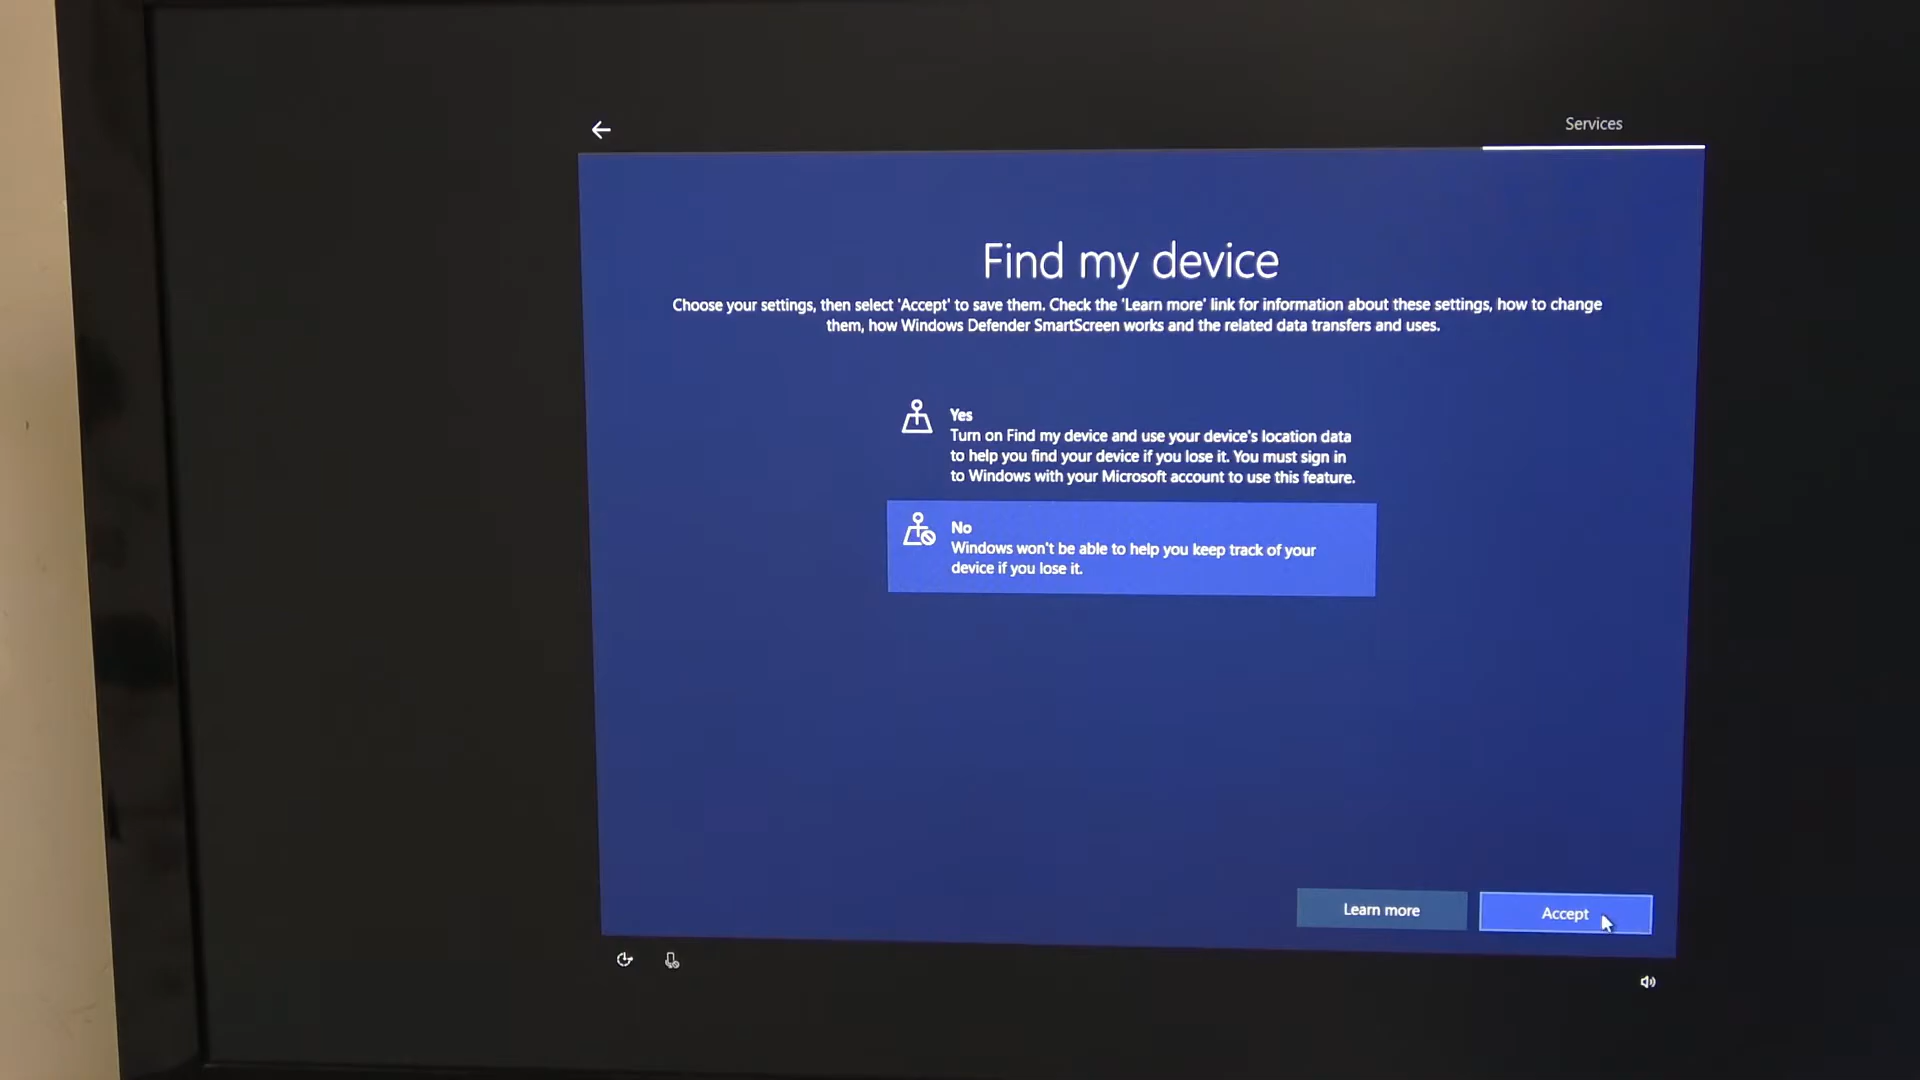 Services
Find my device
Choose your settings, then select 'Accept' to save them. Check the 'Learn more' link for information about these settings, how to change
them, how Windows Defender SmartScreen works and the related data transfers and uses.
Yes
Turn on Find my device and use your device's location data
to help you find your device if you lose it. You must sign in
to Windows with your Microsoft account to use this feature.
No
Windows won't be able to help you keep track of your
device if you lose it.
Learn more
Accept